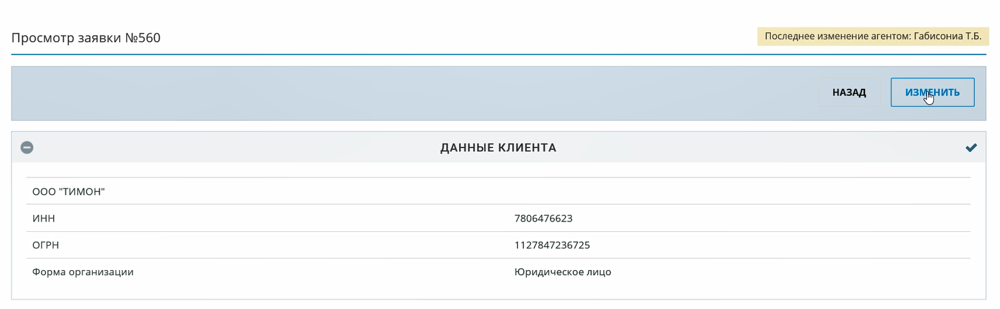 Просмотр заявки №560
Последнее изменение агентом: Габисониа Т.Б.
НАЗАД
ИЗМЕНИТЬ
ДАННЫЕ КЛИЕНТА
ООО "ТИМОН"
ИНН 7806476623
ОГРН 1127847236725
Форма организации Юридическое лицо